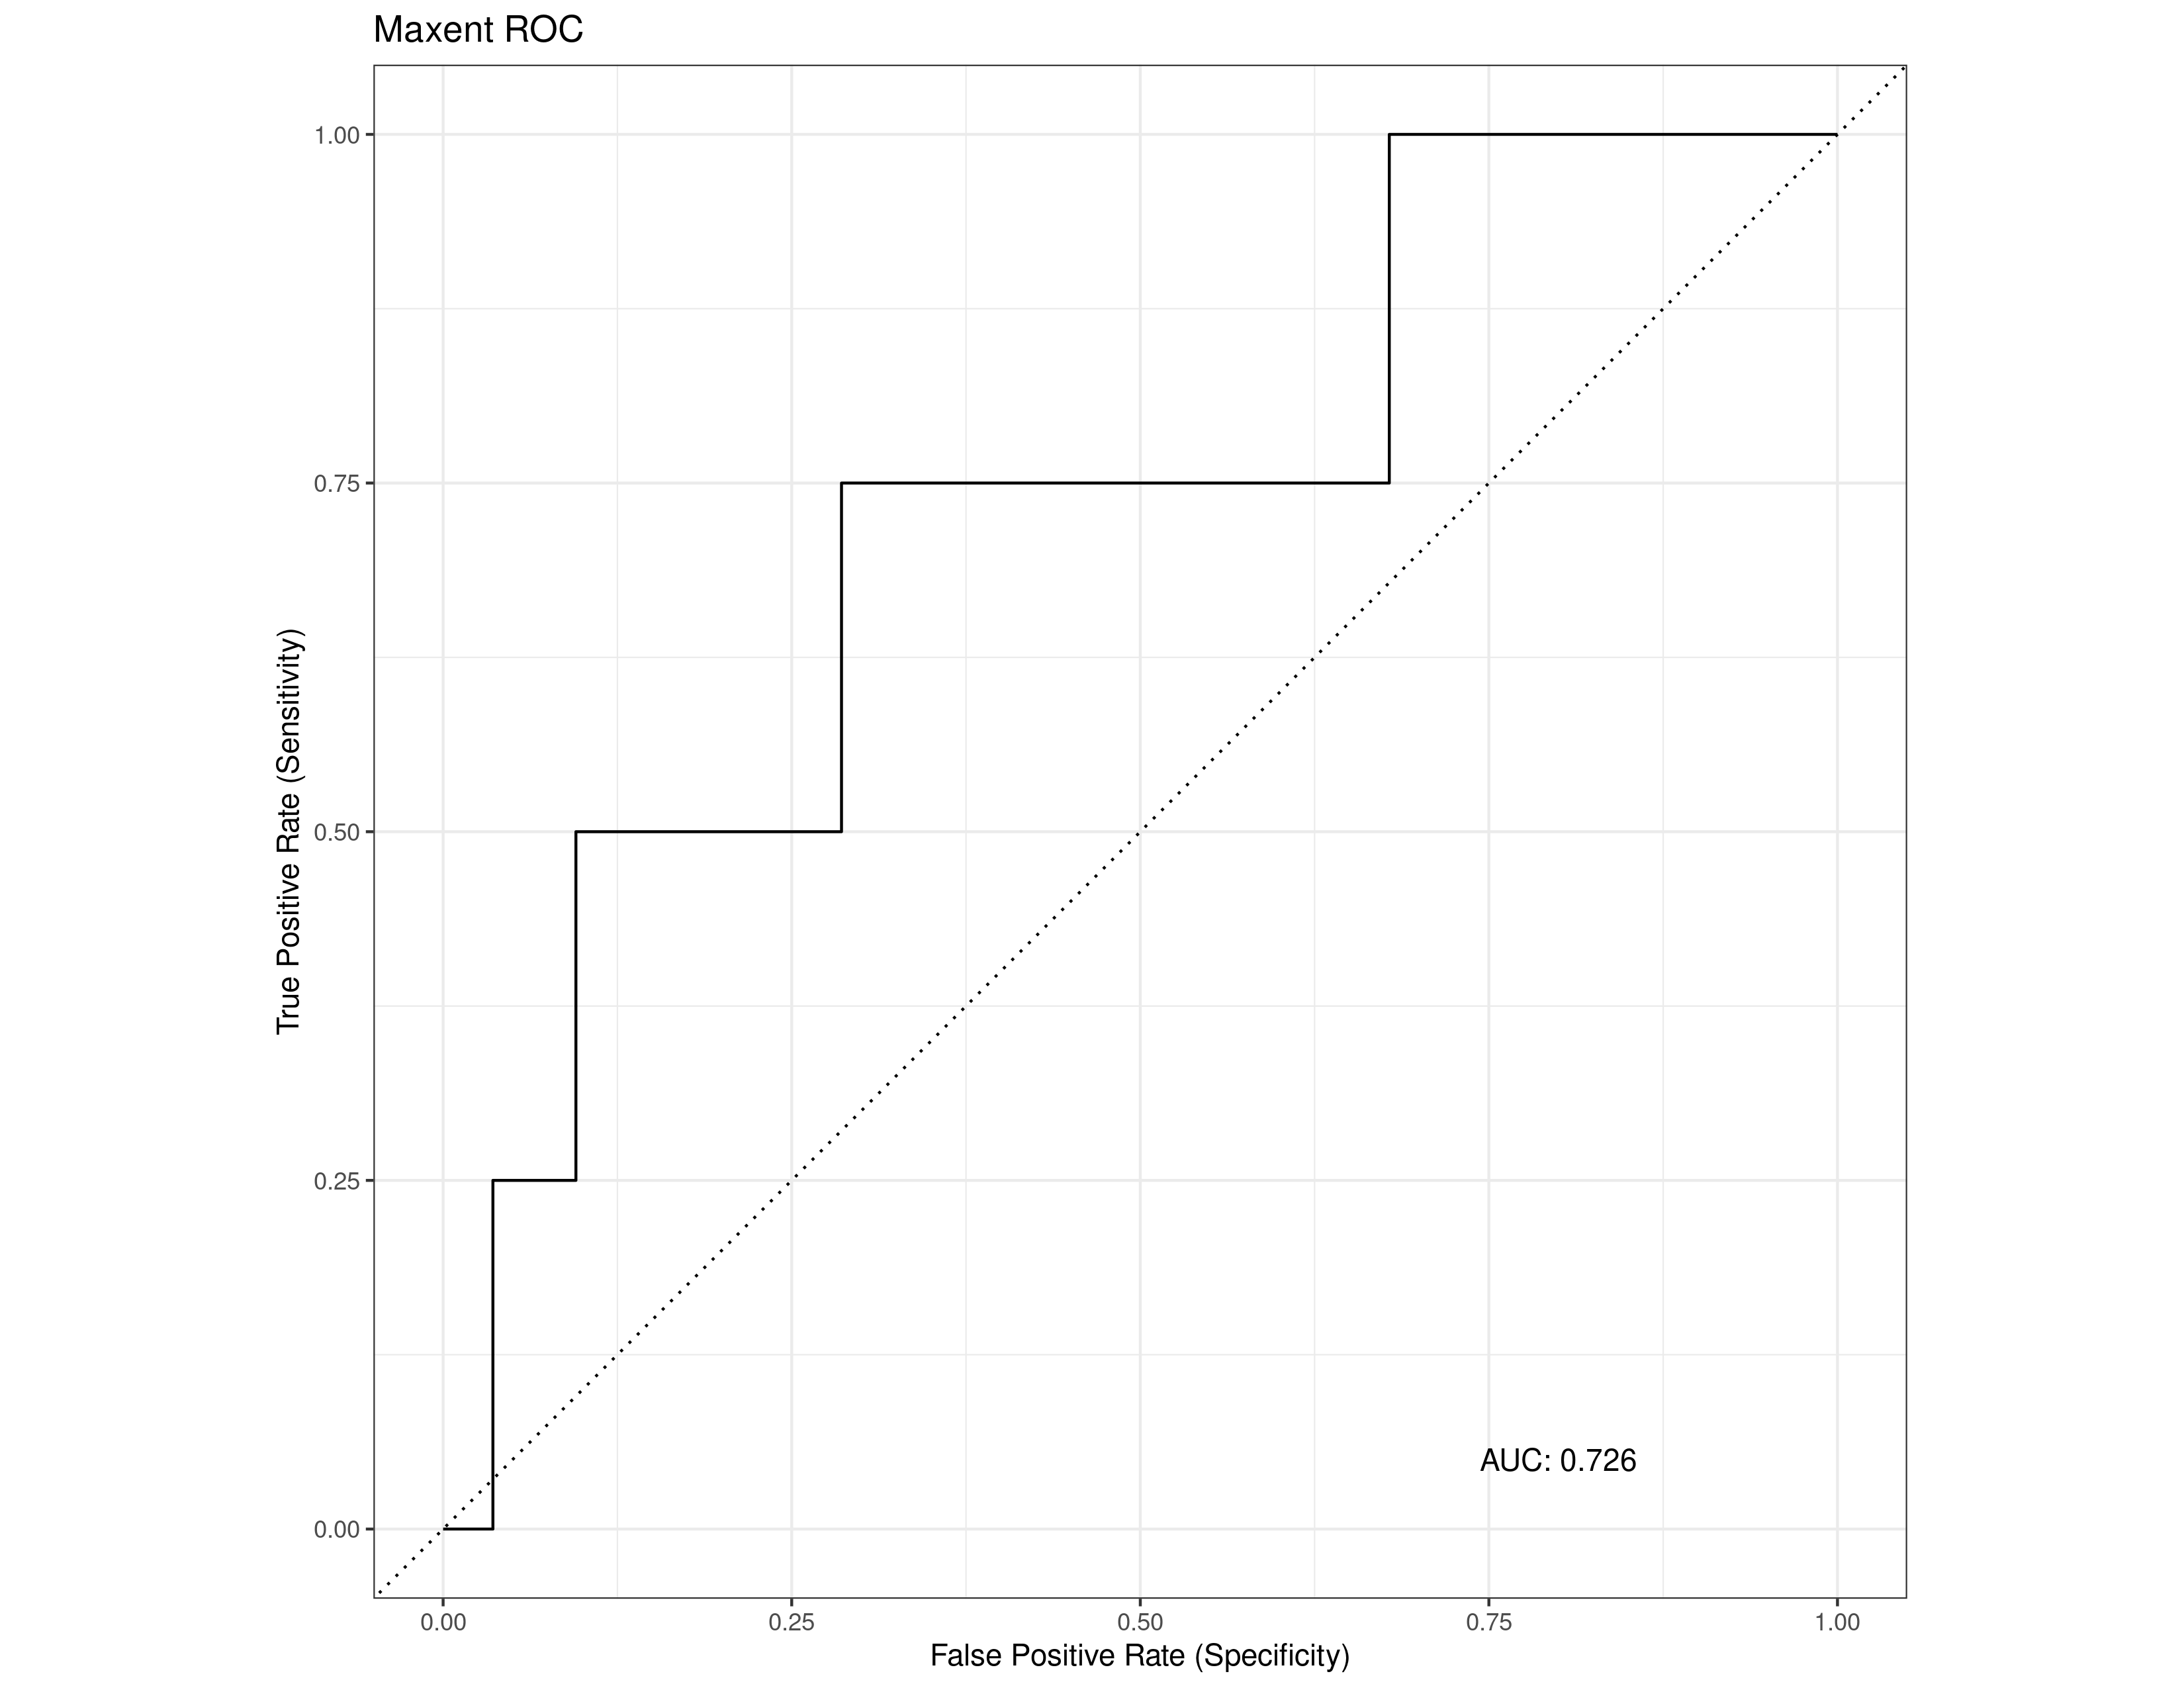 Maxent ROC
True Positive Rate (Sensitivity)
1.00
0.75
0.50
0.25
0.00
AUC: 0.726
0.00 0.25 0.50 0.75 1.00
False Positive Rate (Specificity)